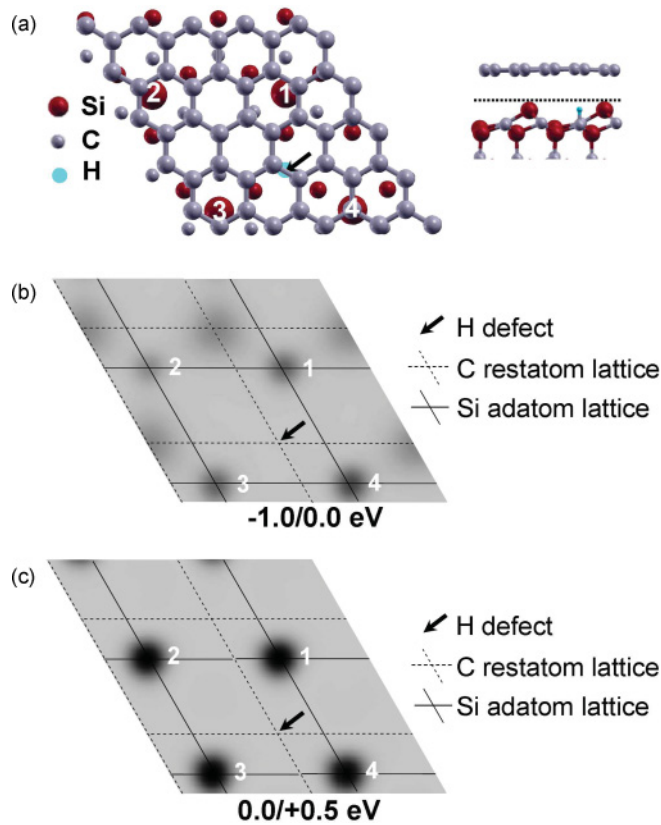 (a)
2
1
Si
C
H
3
4
(b)
2
1
3
4
H defect
C restatom lattice
Si adatom lattice
-1.0/0.0 eV
(c)
2
1
3
4
H defect
C restatom lattice
Si adatom lattice
0.0/+0.5 eV